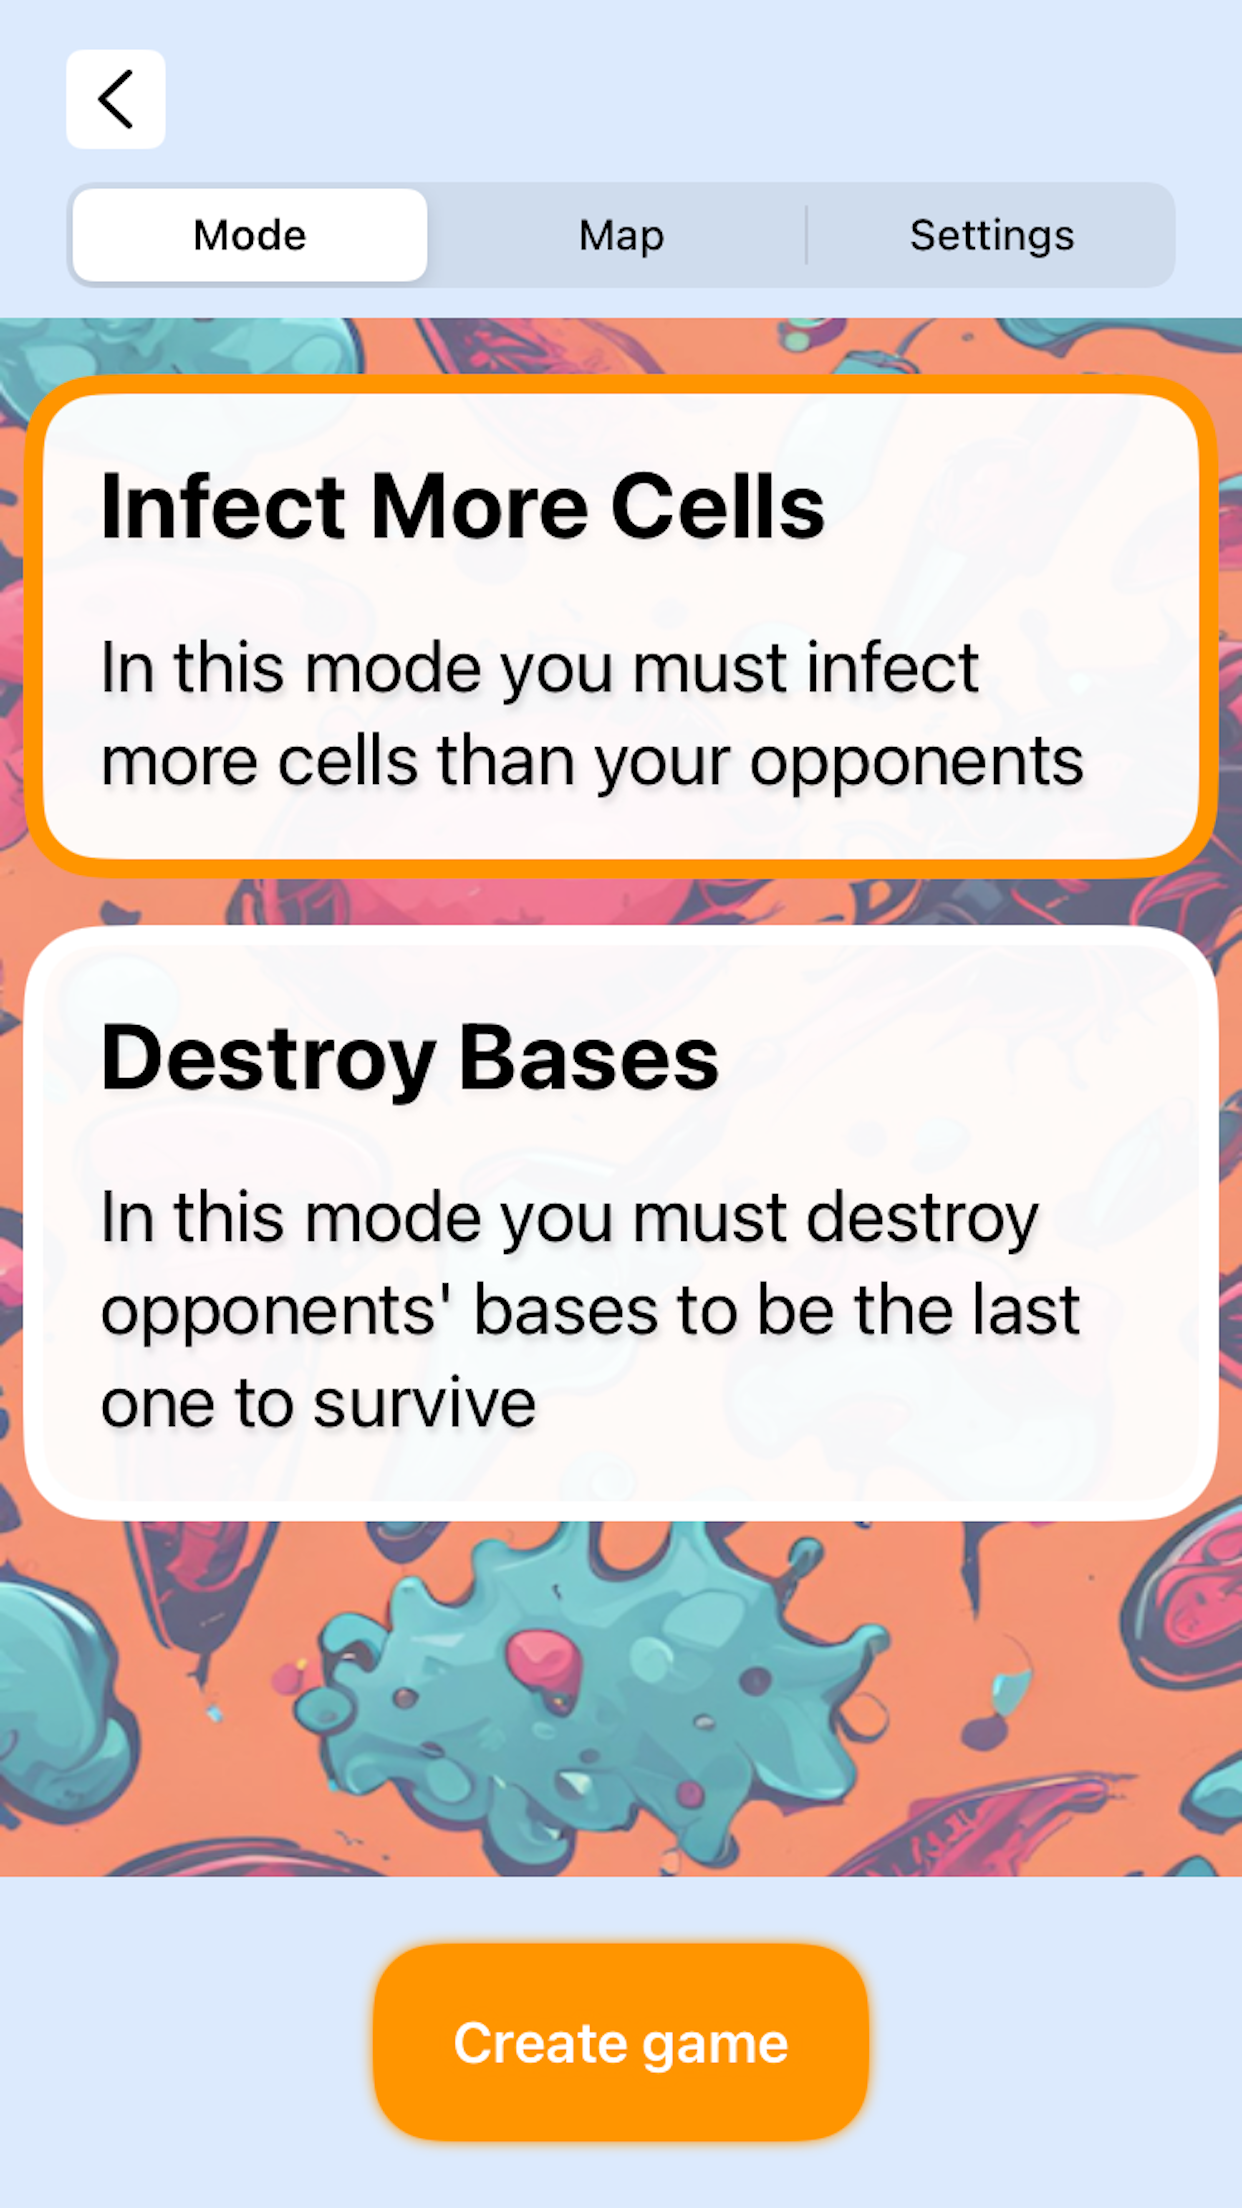 Mode
Map
Settings
Infect More Cells
In this mode you must infect
more cells than your opponents
Destroy Bases
In this mode you must destroy
opponents' bases to be the last
one to survive
Create game